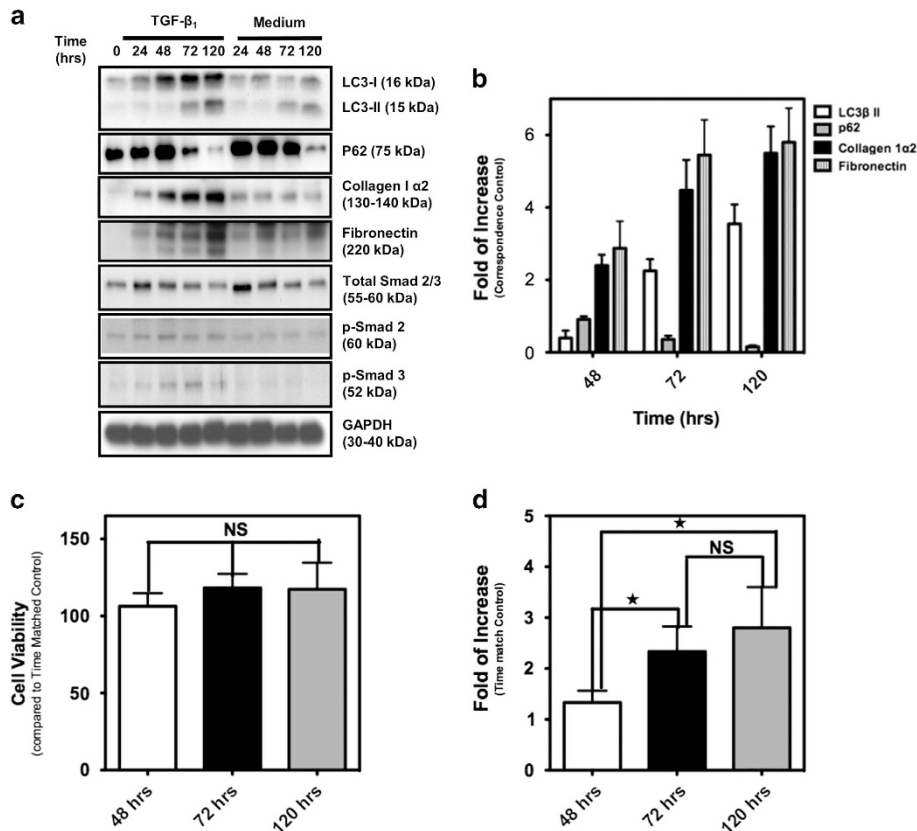 a
TGF-β1 Medium
Time (hrs) 0 24 48 72 120 24 48 72 120
LC3-I (16 kDa)
LC3-II (15 kDa)
P62 (75 kDa)
Collagen I α2
(130-140 kDa)
Fibronectin
(220 kDa)
Total Smad 2/3
(55-60 kDa)
p-Smad 2
(60 kDa)
p-Smad 3
(52 kDa)
GAPDH
(30-40 kDa)
b
Fold of Increase
(Correspondence Control)
6
4
2
0
48 72 120
Time (hrs)
LC3β II
p62
Collagen 1α2
Fibronectin
c
Cell Viability
(compared to Time Matched Control)
150
100
50
0
NS
48 hrs 72 hrs 120 hrs
d
Fold of Increase
(Time match Control)
5
4
3
2
1
0
★
NS
★
48 hrs 72 hrs 120 hrs